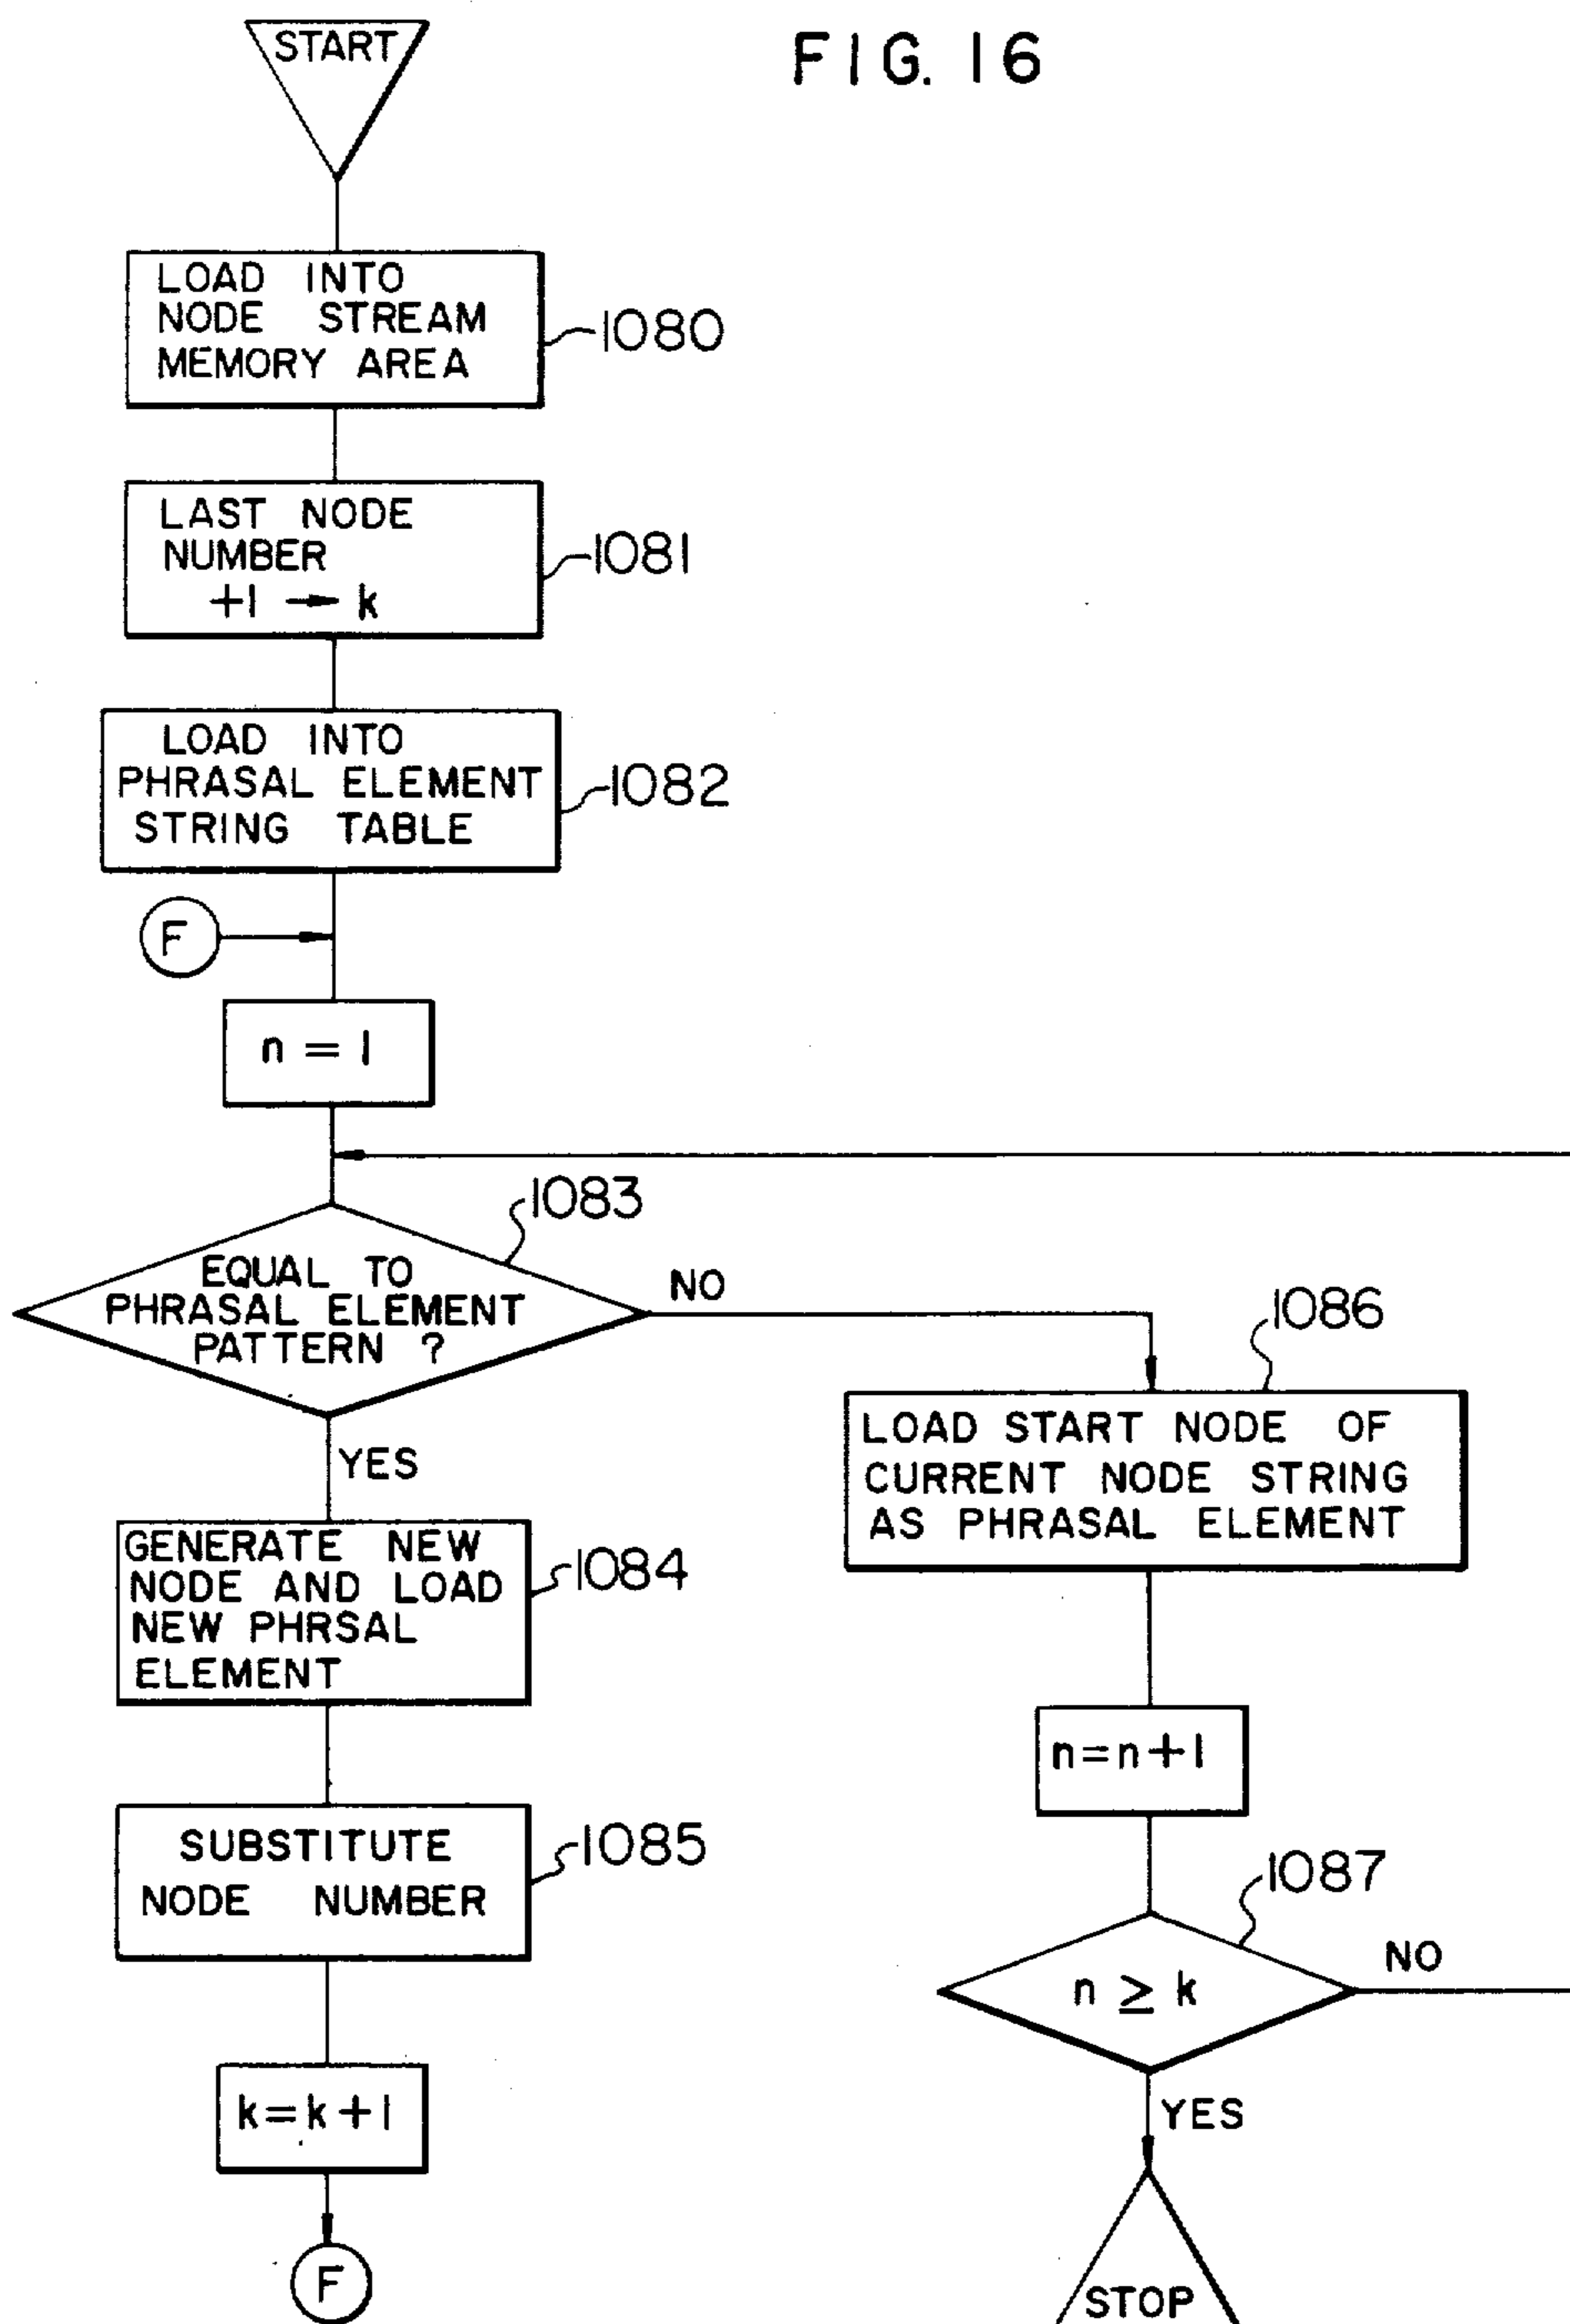 FIG. 16
START
LOAD INTO
NODE STREAM
MEMORY AREA
1080
LAST NODE
NUMBER
+1 → k
1081
LOAD INTO
PHRASAL ELEMENT
STRING TABLE
1082
F
n = 1
1083
EQUAL TO
PHRASAL ELEMENT
PATTERN ?
NO
YES
GENERATE NEW
NODE AND LOAD
NEW PHRSAL
ELEMENT
1084
SUBSTITUTE
NODE NUMBER
1085
k=k+1
F
1086
LOAD START NODE OF
CURRENT NODE STRING
AS PHRASAL ELEMENT
n=n+1
1087
n ≥ k
NO
YES
STOP